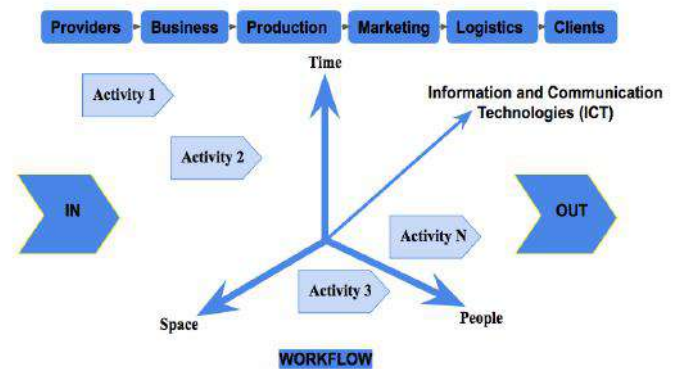 Providers Business Production Marketing Logistics Clients
Time
Activity 1
Information and Communication
Technologies (ICT)
Activity 2
IN
OUT
Activity N
Activity 3
Space
People
WORKFLOW